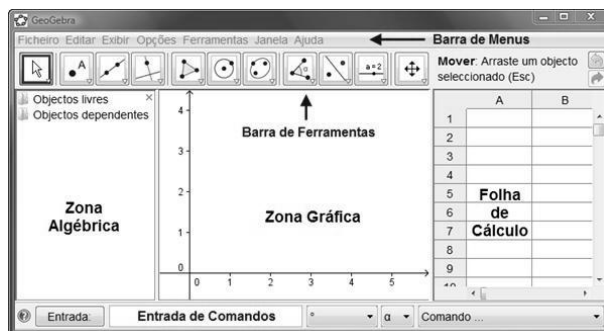 GeoGebra
Ficheiro Editar Exibir Opções Ferramentas Janela Ajuda
Barra de Menus
A
a=2
Mover: Arraste um objecto
seleccionado (Esc)
Objectos livres
Objectos dependentes
Barra de Ferramentas
Zona
Algébrica
Zona Gráfica
4
3
2
1
0
0 1 2 3 4 5
A B
1
2
3
4
5
6
7
8
9
10
Folha
de
Cálculo
Entrada:
Entrada de Comandos
°
α
Comando ...